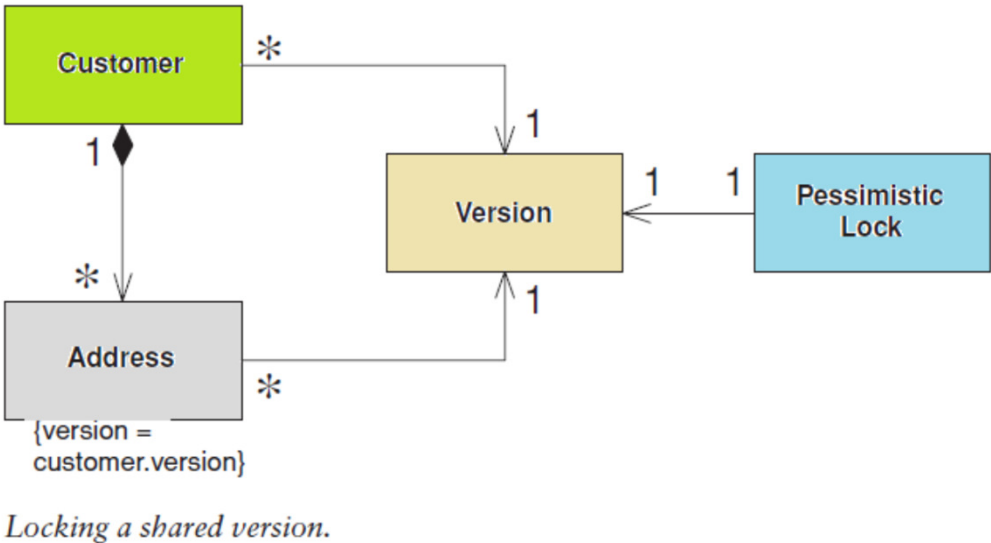 Customer
*
1
1
1
1
Pessimistic
Lock
Version
*
1
Address
*
{version =
customer.version}
Locking a shared version.